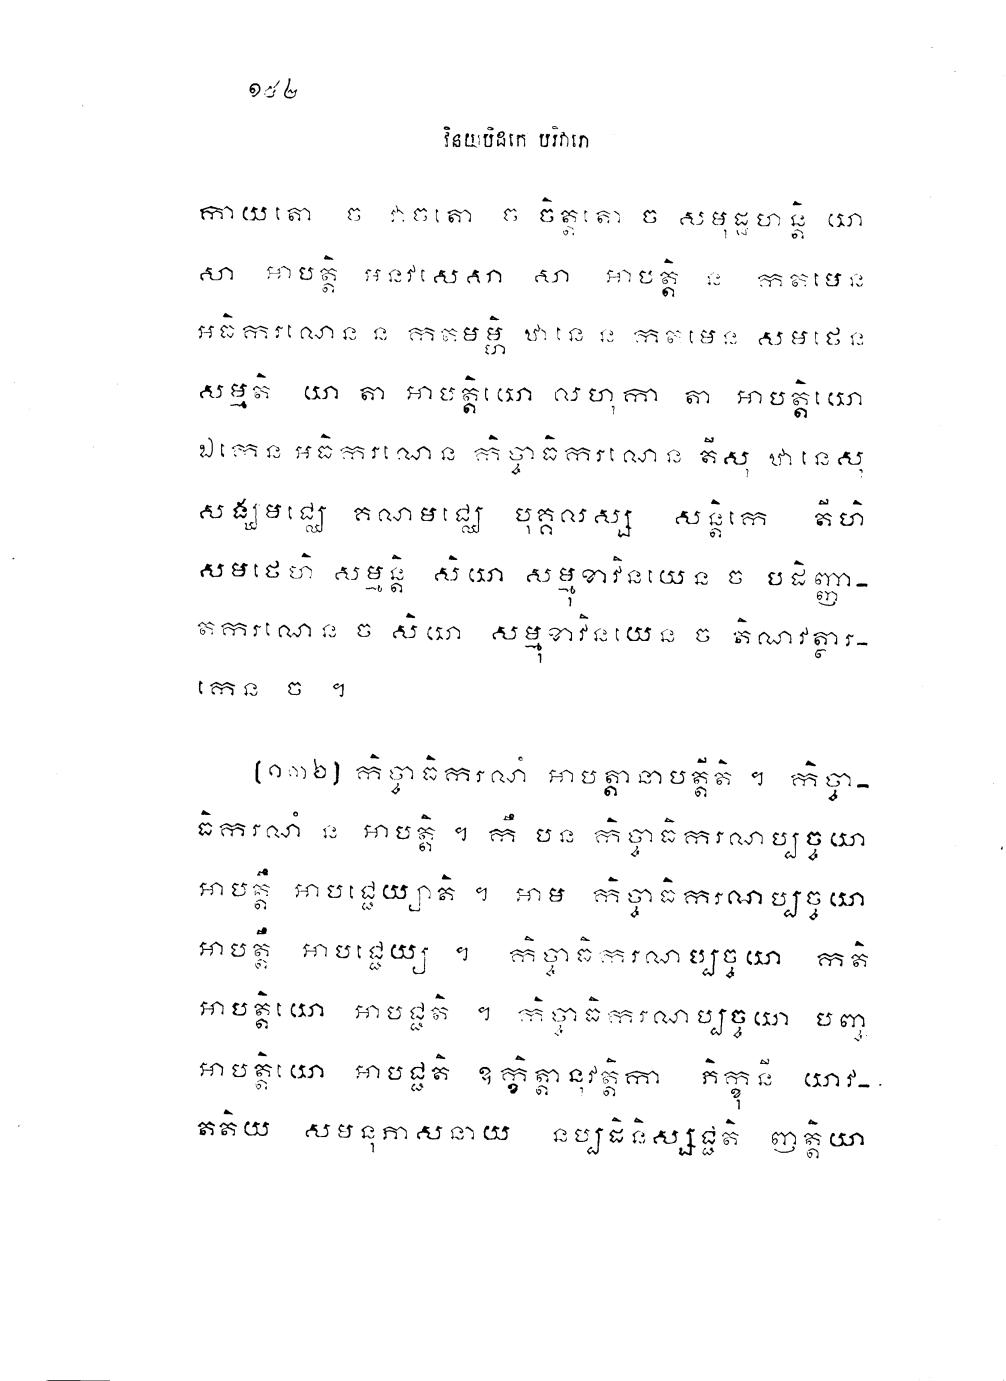 ១៤២
វិនយបិដកេ បរិវារោ
កាយតោ ច វាចតោ ច ចិត្តតោ ច សមុដ្ឋហន្តិ យោ
សា អាបត្តិ អនវសេសា សា អាបត្តិ ន កតមេន
អធិករណេន ន កតមម្ហិ ឋានេ ន កតមេន សមថេន
សម្មតិ យា តា អាបត្តិយោ លហុកា តា អាបត្តិយោ
ឯកេន អធិករណេន កិច្ចាធិករណេន តីសុ ឋានេសុ
សង្ឃមជ្ឈេ គណមជ្ឈេ បុគ្គលស្ស សន្តិកេ តីហិ
សមថេហិ សម្មន្តិ សិយា សម្មុខាវិនយេន ច បដិញ្ញា-
តករណេន ច សិយា សម្មុខាវិនយេន ច តិណវត្ថារ-
កេន ច ។
(១៣៦) កិច្ចាធិករណំ អាបត្តានាបត្តីតិ ។ កិច្ចា-
ធិករណំ ន អាបត្តិ ។ កឹ បន កិច្ចាធិករណប្បច្ចយា
អាបត្តឹ អាបជ្ជេយ្យាតិ ។ អាម កិច្ចាធិករណប្បច្ចយា
អាបត្តឹ អាបជ្ជេយ្យ ។ កិច្ចាធិករណប្បច្ចយា កតិ
អាបត្តិយោ អាបជ្ជតិ ។ កិច្ចាធិករណប្បច្ចយា បញ្ច
អាបត្តិយោ អាបជ្ជតិ ឧក្ខិត្តានុវត្តិកា ភិក្ខុនី យាវ-
តតិយ សមនុភាសនាយ នប្បដិនិស្សជ្ជតិ ញត្តិយា